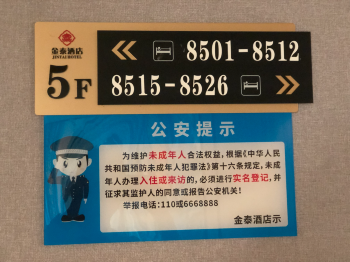 金泰酒店
JINTAI HOTEL
5F
8501-8512
8515-8526
公安提示
为维护未成年人合法权益,根据《中华人民
共和国预防未成年人犯罪法》第十六条规定,未成
年人办理入住或来访的,必须进行实名登记,并
征求其监护人的同意或报告公安机关!
举报电话:110或6668888
金泰酒店示